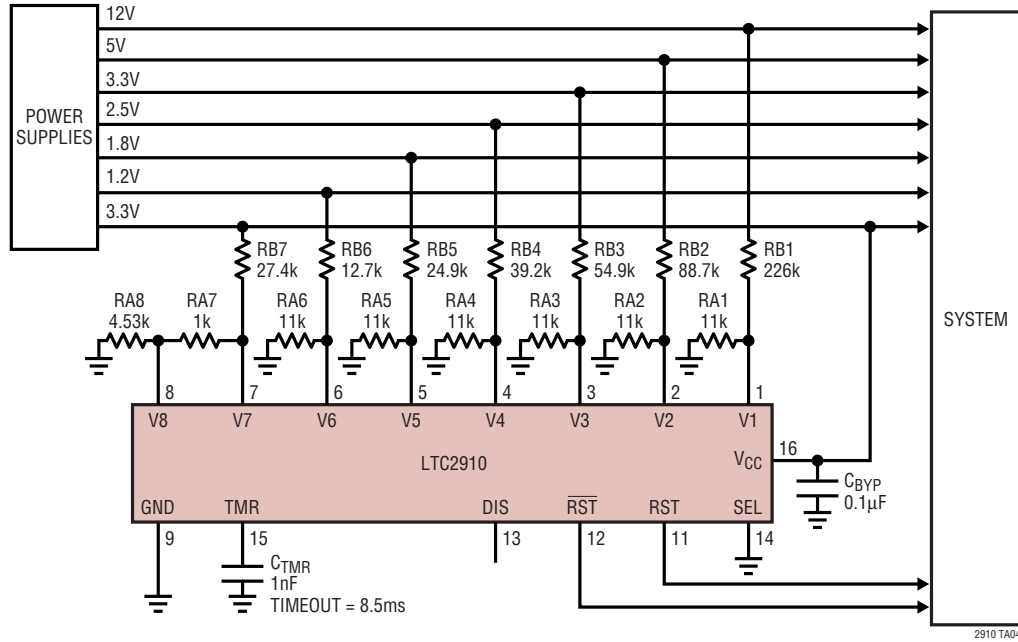 12V
5V
3.3V
2.5V
1.8V
1.2V
3.3V
POWER
SUPPLIES
SYSTEM
RB7
27.4k
RB6
12.7k
RB5
24.9k
RB4
39.2k
RB3
54.9k
RB2
88.7k
RB1
226k
RA8
4.53k
RA7
1k
RA6
11k
RA5
11k
RA4
11k
RA3
11k
RA2
11k
RA1
11k
8 7 6 5 4 3 2 1
V8 V7 V6 V5 V4 V3 V2 V1
LTC2910
VCC
16
CBYP
0.1µF
GND TMR DIS RST RST SEL
9 15 13 12 11 14
CTMR
1nF
TIMEOUT = 8.5ms